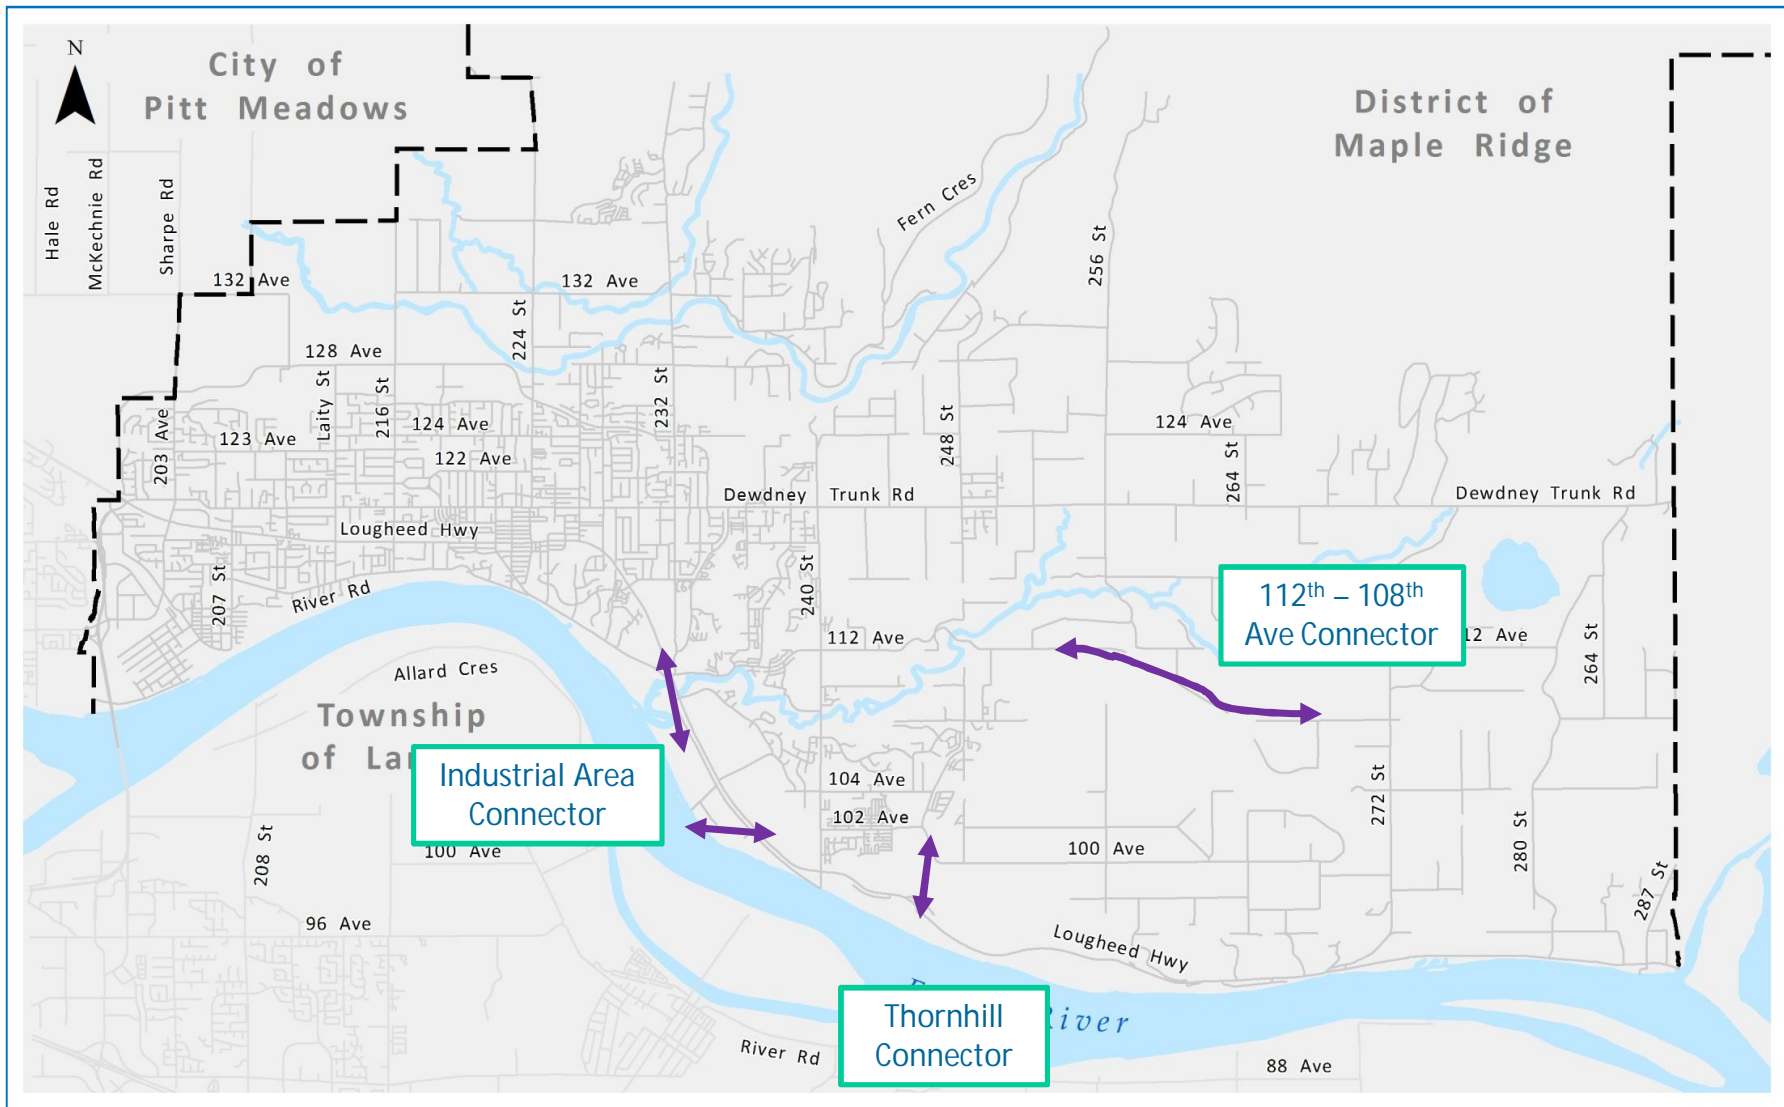 N
City of
Pitt Meadows
District of
Maple Ridge
Hale Rd
McKechnie Rd
Sharpe Rd
Fern Cres
256 St
132 Ave
132 Ave
224 St
128 Ave
Laity St
216 St
232 St
203 Ave
123 Ave
124 Ave
122 Ave
248 St
124 Ave
264 St
Dewdney Trunk Rd
Dewdney Trunk Rd
Lougheed Hwy
207 St
River Rd
240 St
112 Ave
112th – 108th
Ave Connector
12 Ave
264 St
Allard Cres
Township
of La
Industrial Area
Connector
104 Ave
102 Ave
272 St
280 St
287 St
208 St
100 Ave
100 Ave
96 Ave
Lougheed Hwy
River
Thornhill
Connector
River Rd
88 Ave